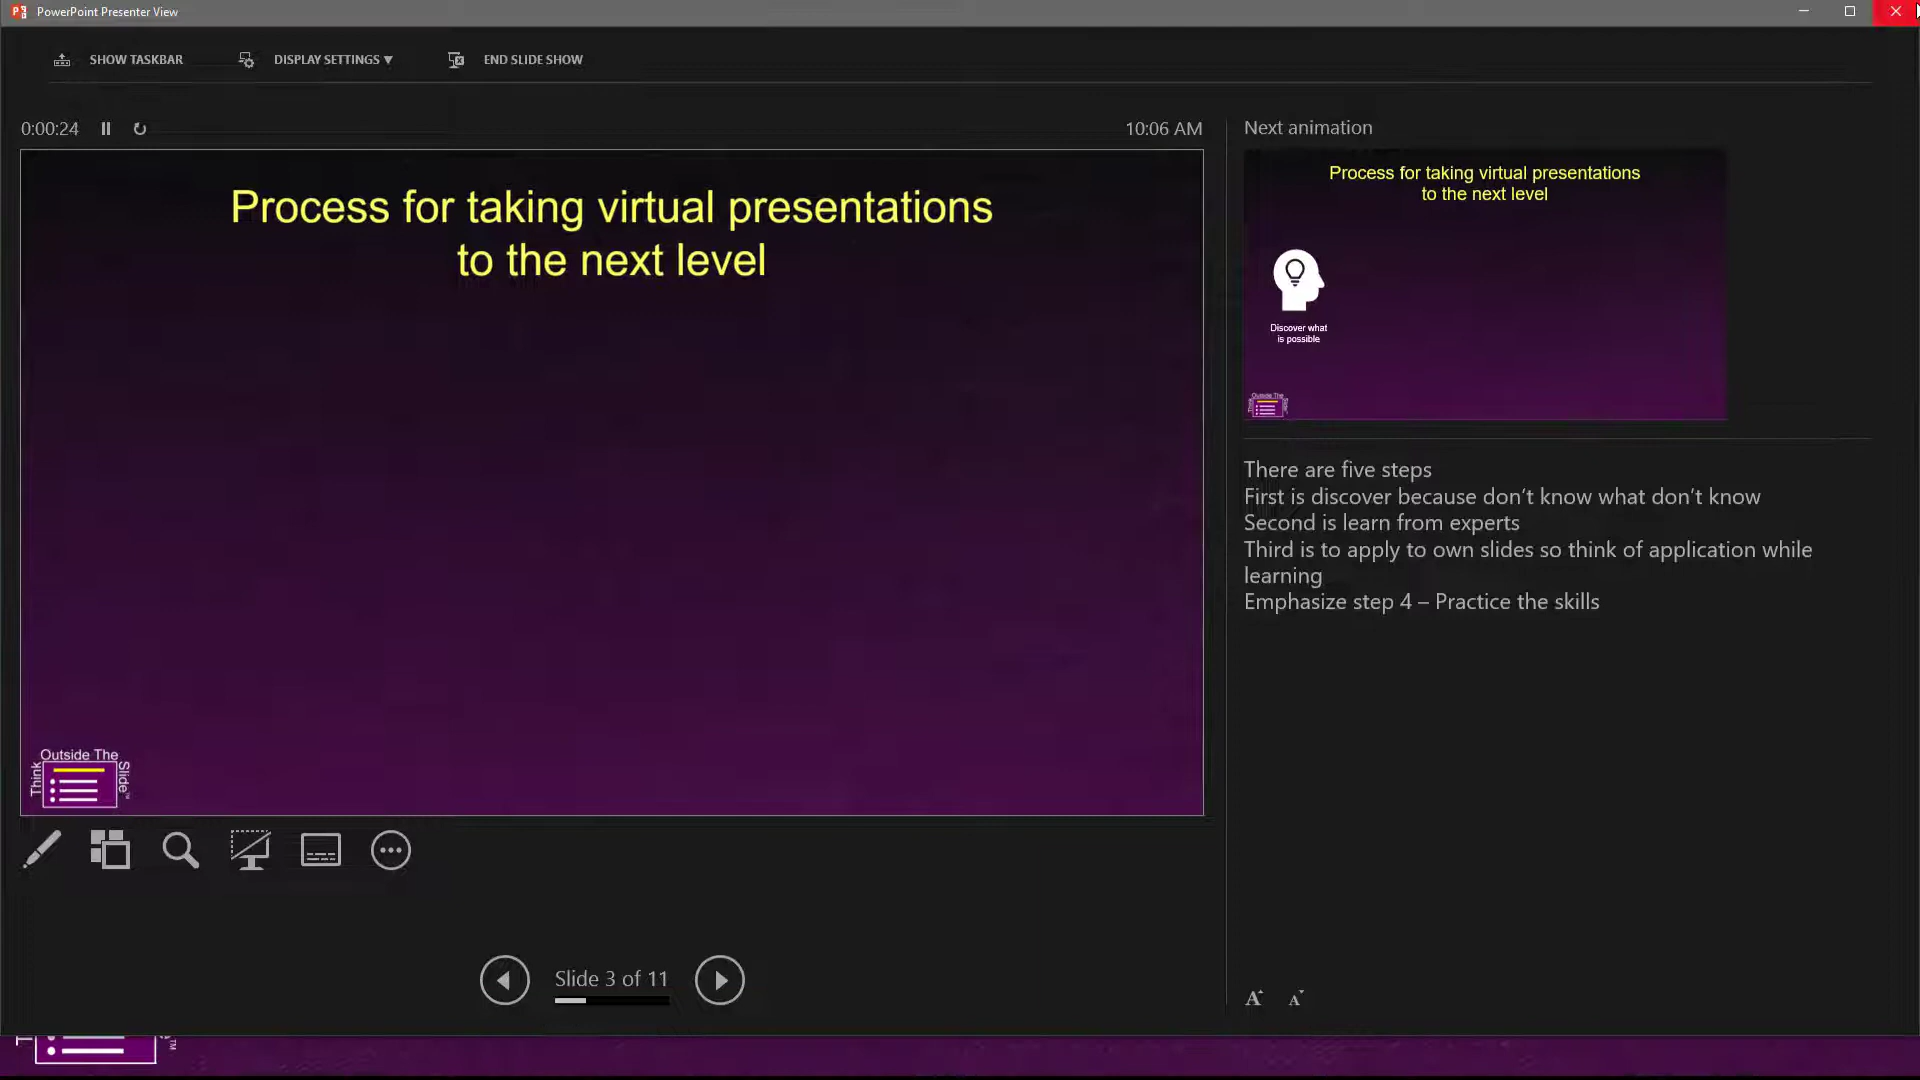 PowerPoint Presenter View
SHOW TASKBAR
DISPLAY SETTINGS ▼
END SLIDE SHOW
0:00:24
10:06 AM
Process for taking virtual presentations
to the next level
Think
Outside The
Slide™
Slide 3 of 11
Next animation
Process for taking virtual presentations
to the next level
Discover what
is possible
Outside The
There are five steps
First is discover because don’t know what don’t know
Second is learn from experts
Third is to apply to own slides so think of application while
learning
Emphasize step 4 – Practice the skills
A
A
TM